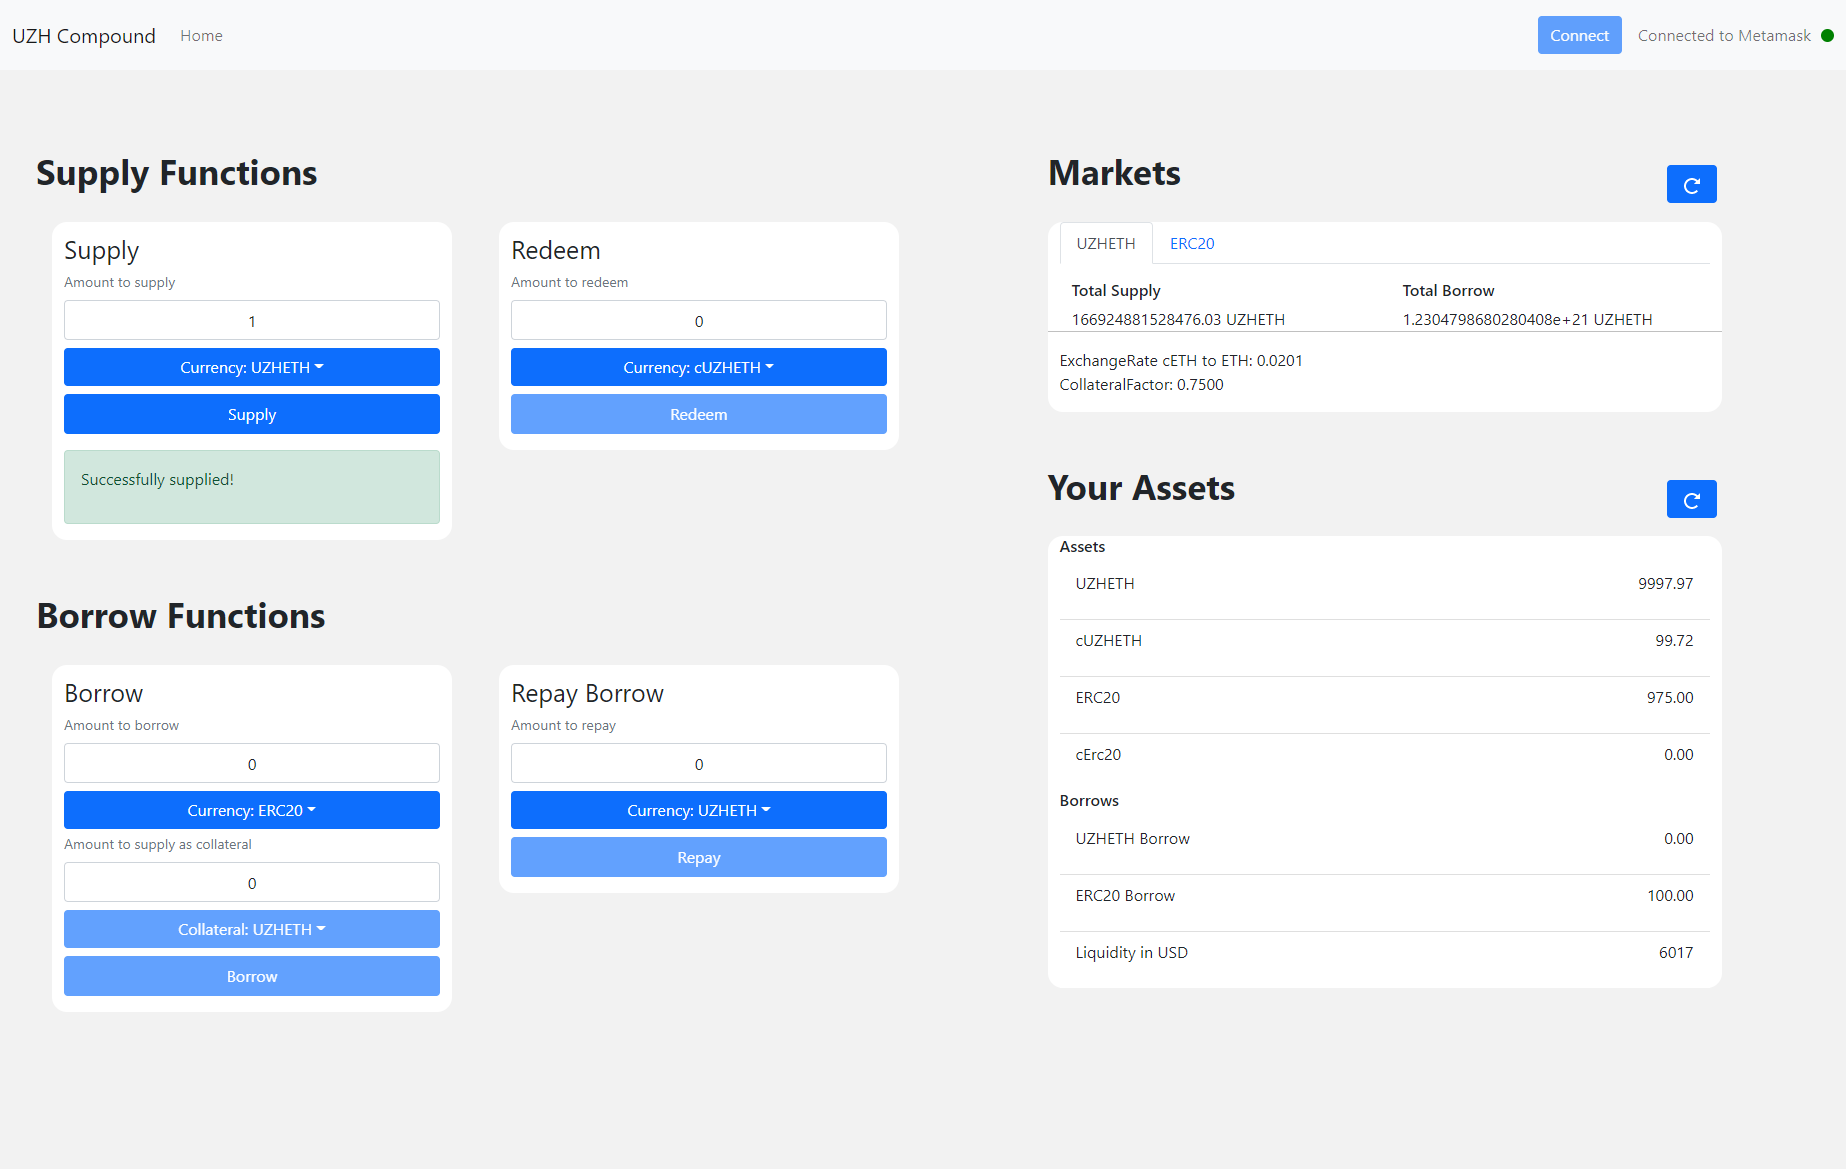 UZH Compound
Home
Connect
Connected to Metamask
Supply Functions
Supply
Amount to supply
1
Currency: UZHETH
Supply
Successfully supplied!
Redeem
Amount to redeem
0
Currency: cUZHETH
Redeem
Borrow Functions
Borrow
Amount to borrow
0
Currency: ERC20
Amount to supply as collateral
0
Collateral: UZHETH
Borrow
Repay Borrow
Amount to repay
0
Currency: UZHETH
Repay
Markets
UZHETH ERC20
Total Supply Total Borrow
166924881528476.03 UZHETH 1.2304798680280408e+21 UZHETH
ExchangeRate cETH to ETH: 0.0201
CollateralFactor: 0.7500
Your Assets
Assets
UZHETH 9997.97
cUZHETH 99.72
ERC20 975.00
cErc20 0.00
Borrows
UZHETH Borrow 0.00
ERC20 Borrow 100.00
Liquidity in USD 6017